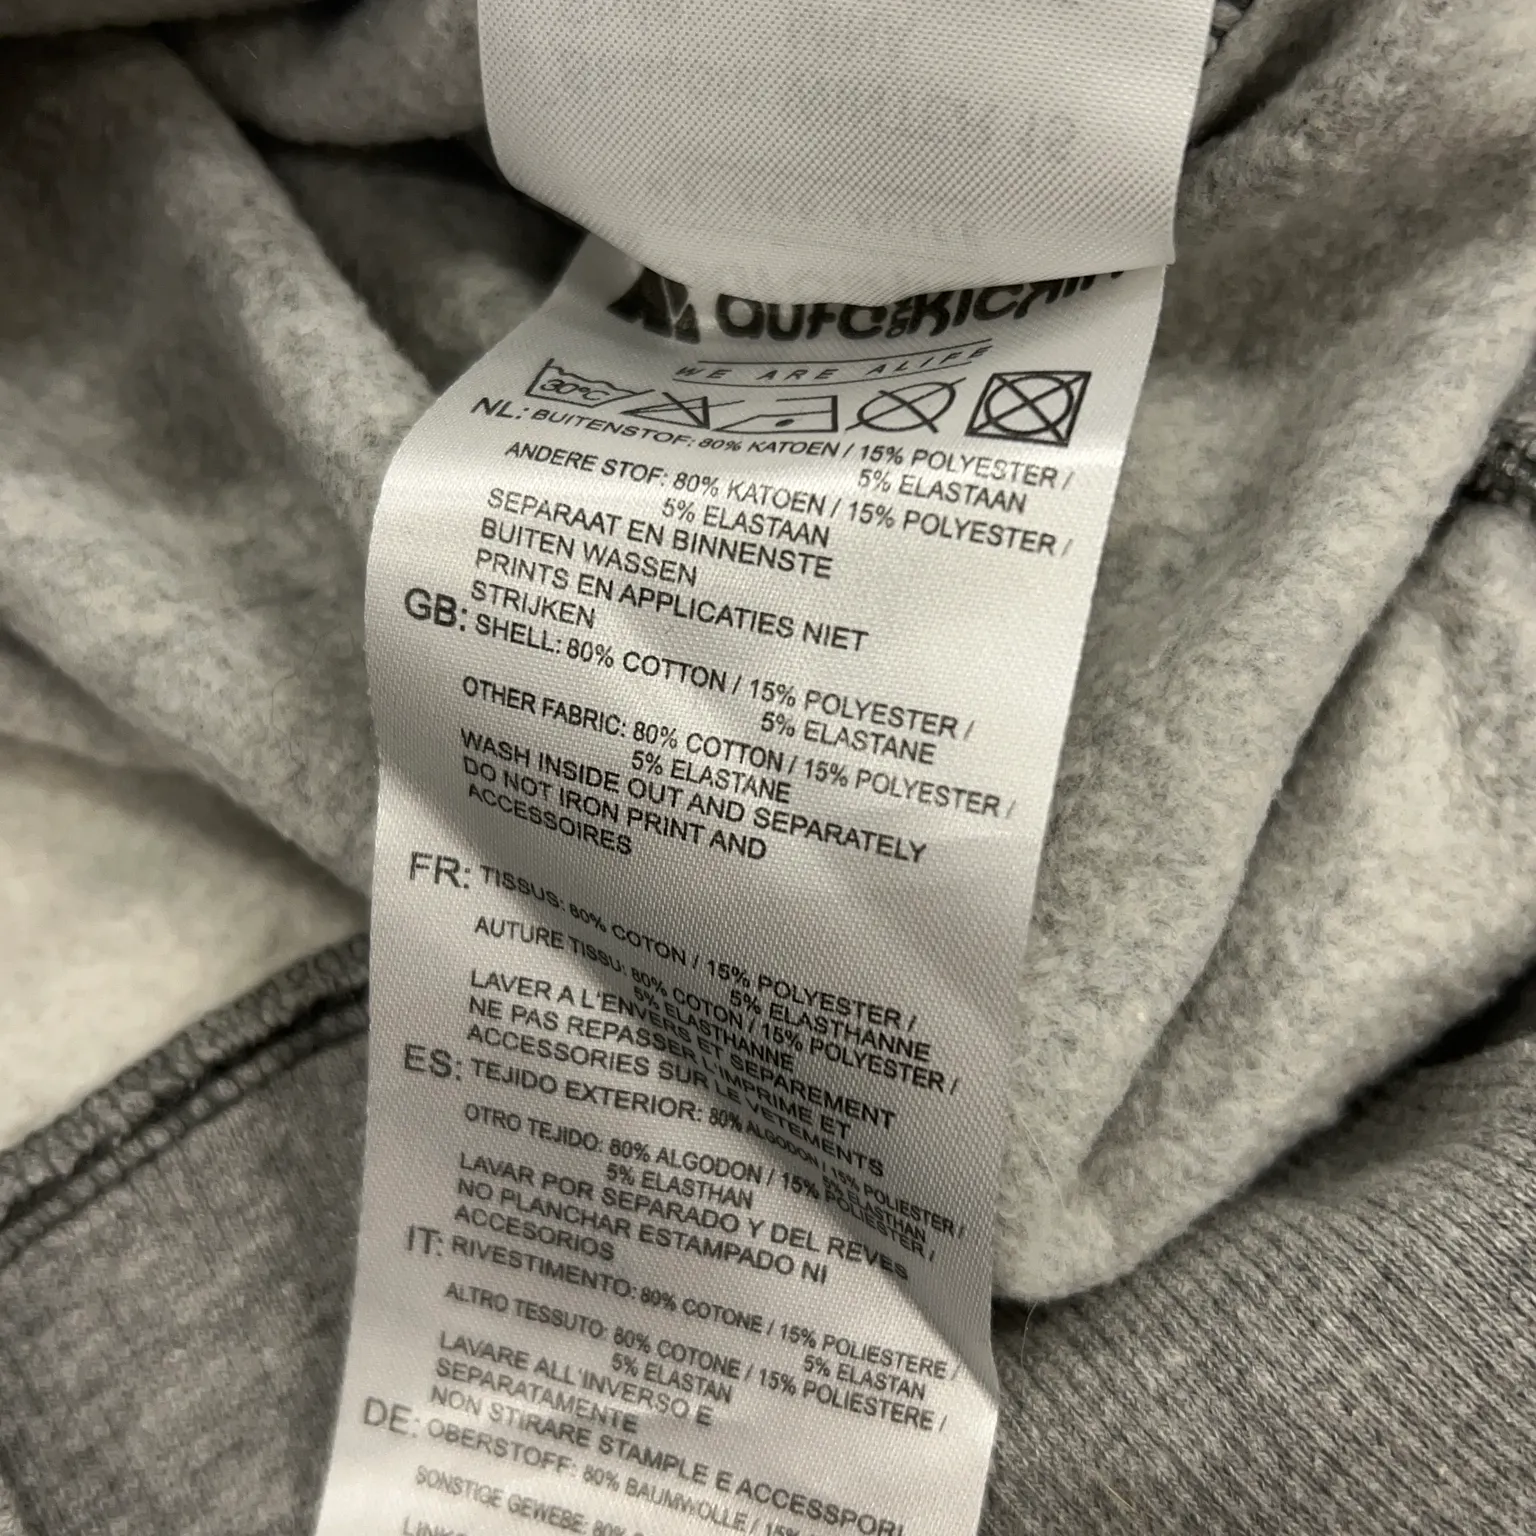 WE ARE ALIFE
30°C
NL: BUITENSTOF: 80% KATOEN / 15% POLYESTER /
5% ELASTAAN
ANDERE STOF: 80% KATOEN / 15% POLYESTER /
5% ELASTAAN
SEPARAAT EN BINNENSTE
BUITEN WASSEN
PRINTS EN APPLICATIES NIET
STRIJKEN
GB: SHELL: 80% COTTON / 15% POLYESTER /
5% ELASTANE
OTHER FABRIC: 80% COTTON / 15% POLYESTER /
5% ELASTANE
WASH INSIDE OUT AND SEPARATELY
DO NOT IRON PRINT AND
ACCESSOIRES
FR: TISSUS: 80% COTON / 15% POLYESTER /
5% ELASTHANNE
AUTURE TISSU: 80% COTON / 15% POLYESTER /
5% ELASTHANNE
LAVER A L'ENVERS ET SEPAREMENT
NE PAS REPASSER L'IMPRIME ET
ACCESSORIES SUR LE VETEMENTS
ES: TEJIDO EXTERIOR: 80% ALGODON / 15% POLIESTER /
5% ELASTHAN
OTRO TEJIDO: 80% ALGODON / 15% POLIESTER /
5% ELASTHAN
LAVAR POR SEPARADO Y DEL REVES
NO PLANCHAR ESTAMPADO NI
ACCESORIOS
IT: RIVESTIMENTO: 80% COTONE / 15% POLIESTERE /
5% ELASTAN
ALTRO TESSUTO: 80% COTONE / 15% POLIESTERE /
5% ELASTAN
LAVARE ALL'INVERSO E
SEPARATAMENTE
NON STIRARE STAMPLE E ACCESSPORI
DE: OBERSTOFF: 80% BAUMWOLLE / 15%
SONSTIGE GEWEBE: 80%